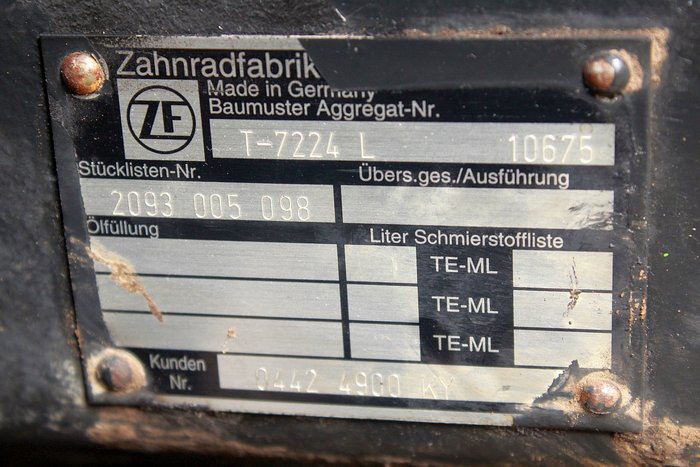 Zahnradfabrik
Made in Germany
ZF
Baumuster Aggregat-Nr.
T-7224 L 10675
Stücklisten-Nr. Übers.ges./Ausführung
2093 005 098
Ölfüllung Liter Schmierstoffliste
TE-ML
TE-ML
TE-ML
Kunden
Nr.
0442 4900 KY